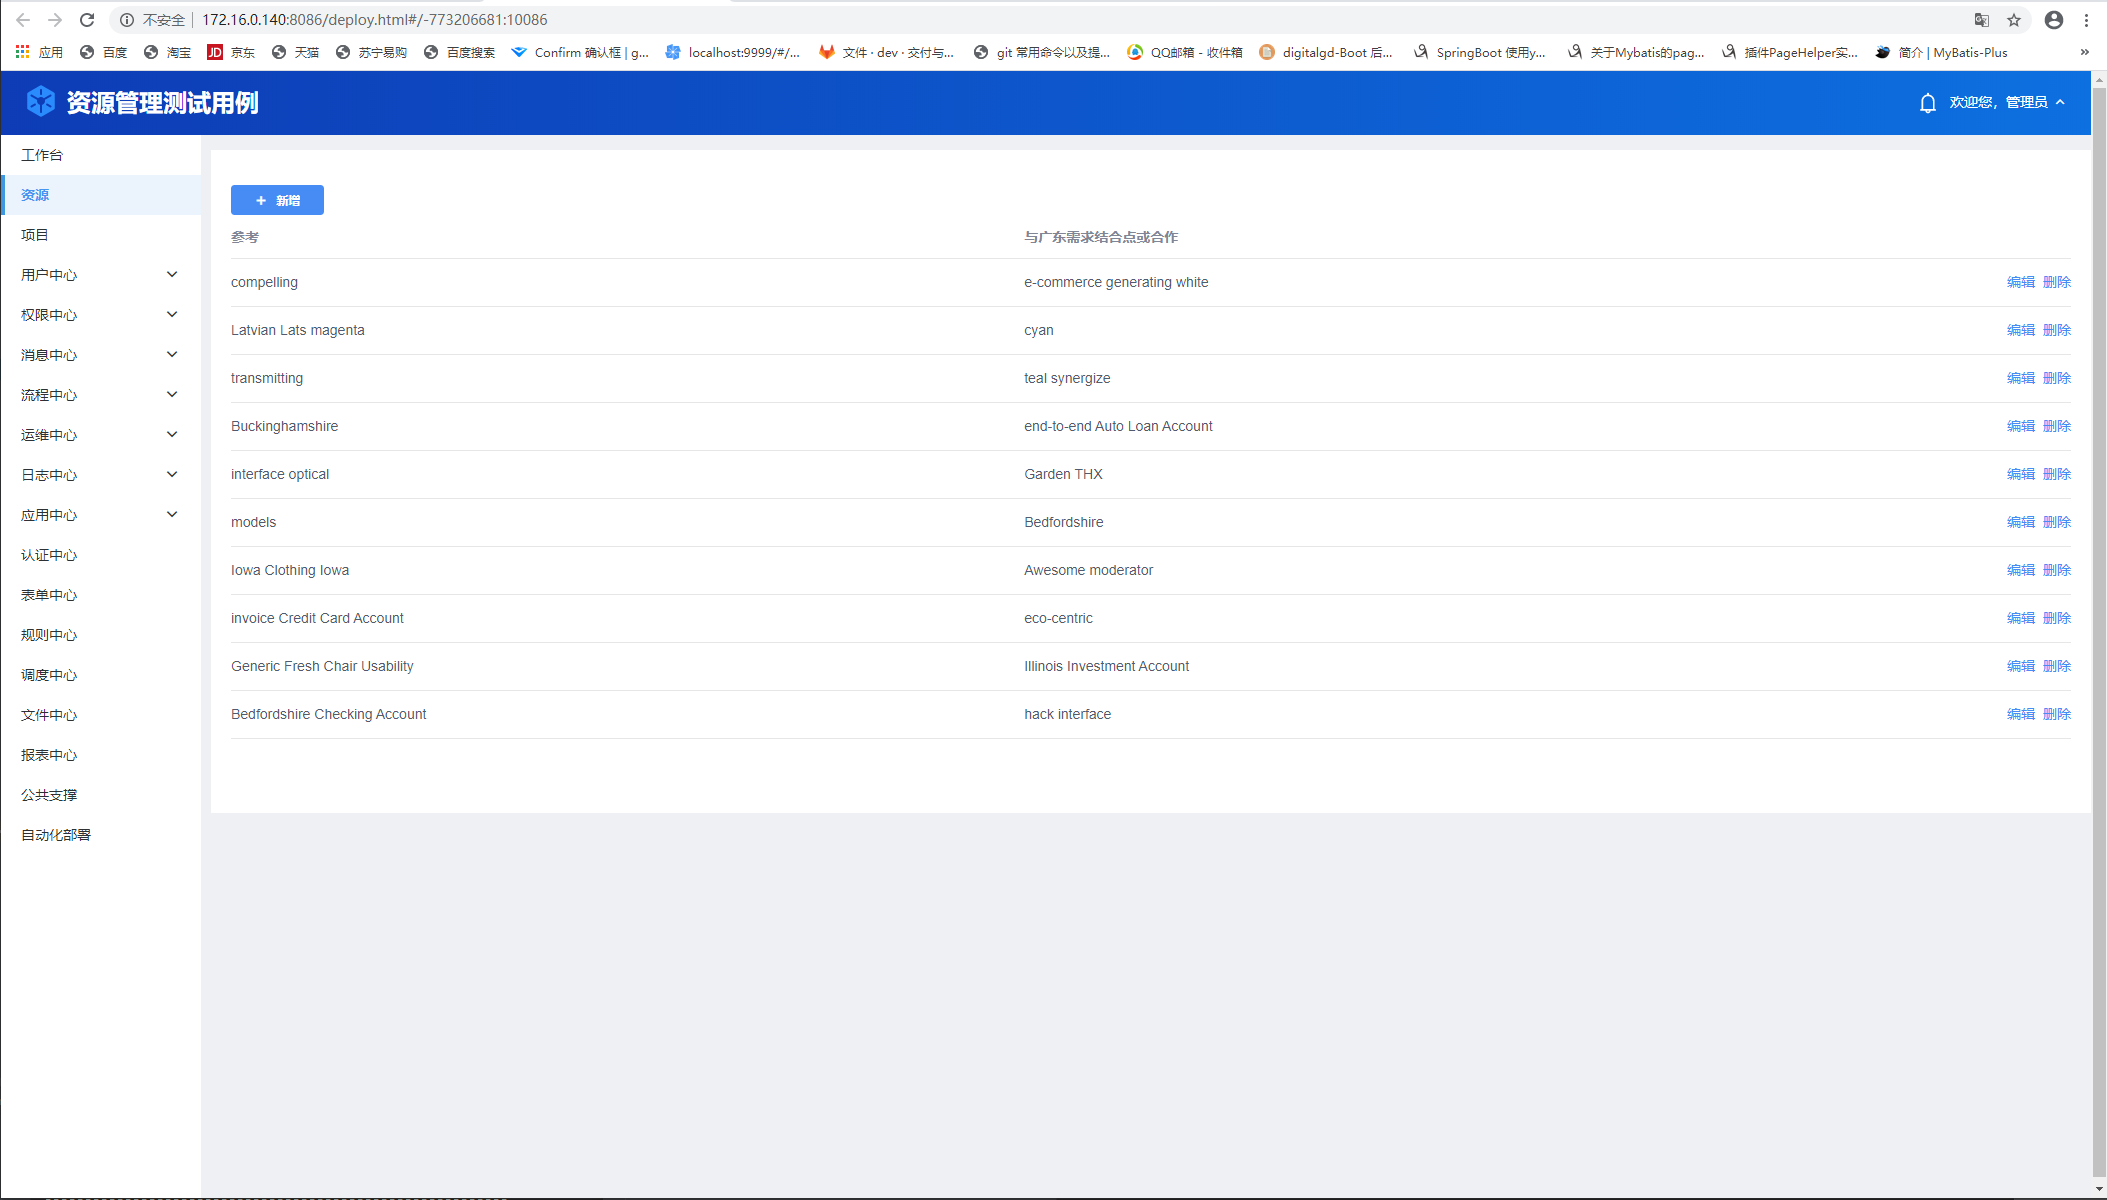 不安全 172.16.0.140:8086/deploy.html#/-773206681:10086
应用 百度 淘宝 JD 京东 天猫 苏宁易购 百度搜索 Confirm 确认框 | g... localhost:9999/#/... 文件 · dev · 交付与... git 常用命令以及提... QQ邮箱 - 收件箱 digitalgd-Boot 后... SpringBoot 使用y... 关于Mybatis的pag... 插件PageHelper实... 简介 | MyBatis-Plus »
资源管理测试用例
欢迎您，管理员
工作台
资源
项目
用户中心
权限中心
消息中心
流程中心
运维中心
日志中心
应用中心
认证中心
表单中心
规则中心
调度中心
文件中心
报表中心
公共支撑
自动化部署
+ 新增
参考 与广东需求结合点或合作
compelling e-commerce generating white 编辑 删除
Latvian Lats magenta cyan 编辑 删除
transmitting teal synergize 编辑 删除
Buckinghamshire end-to-end Auto Loan Account 编辑 删除
interface optical Garden THX 编辑 删除
models Bedfordshire 编辑 删除
Iowa Clothing Iowa Awesome moderator 编辑 删除
invoice Credit Card Account eco-centric 编辑 删除
Generic Fresh Chair Usability Illinois Investment Account 编辑 删除
Bedfordshire Checking Account hack interface 编辑 删除